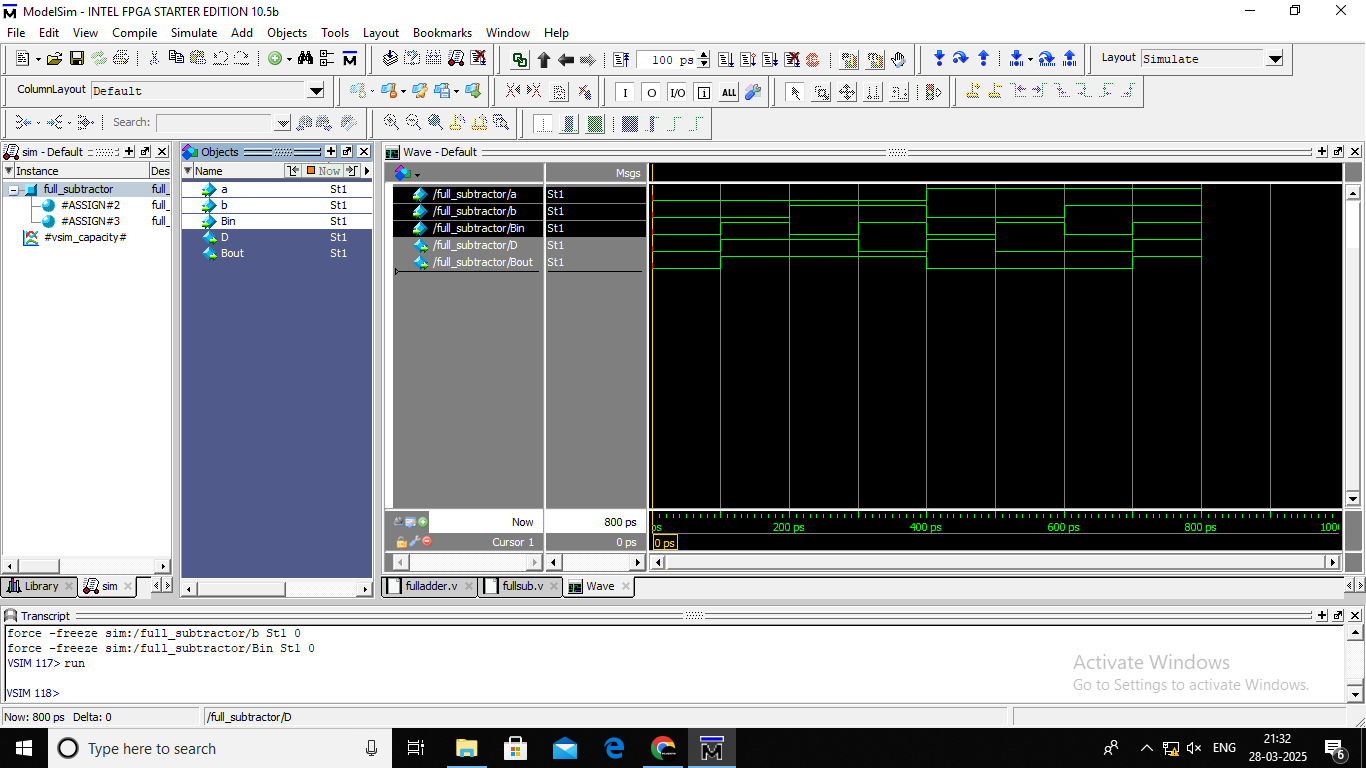 ModelSim - INTEL FPGA STARTER EDITION 10.5b
File Edit View Compile Simulate Add Objects Tools Layout Bookmarks Window Help
100 ps
Layout Simulate
ColumnLayout Default
I O I/O i ALL
Search:
sim - Default
Instance Des
full_subtractor full_
#ASSIGN#2 full_
#ASSIGN#3 full_
#vsim_capacity#
Library sim
Objects
Name Now
a St1
b St1
Bin St1
D St1
Bout St1
Wave - Default
Msgs
/full_subtractor/a St1
/full_subtractor/b St1
/full_subtractor/Bin St1
/full_subtractor/D St1
/full_subtractor/Bout St1
Now 800 ps
Cursor 1 0 ps
ps 200 ps 400 ps 600 ps 800 ps 1000
0 ps
fulladder.v fullsub.v Wave
Transcript
force -freeze sim:/full_subtractor/b St1 0
force -freeze sim:/full_subtractor/Bin St1 0
VSIM 117> run
VSIM 118>
Activate Windows
Go to Settings to activate Windows.
Now: 800 ps Delta: 0 /full_subtractor/D
Type here to search
ENG
21:32
28-03-2025
6